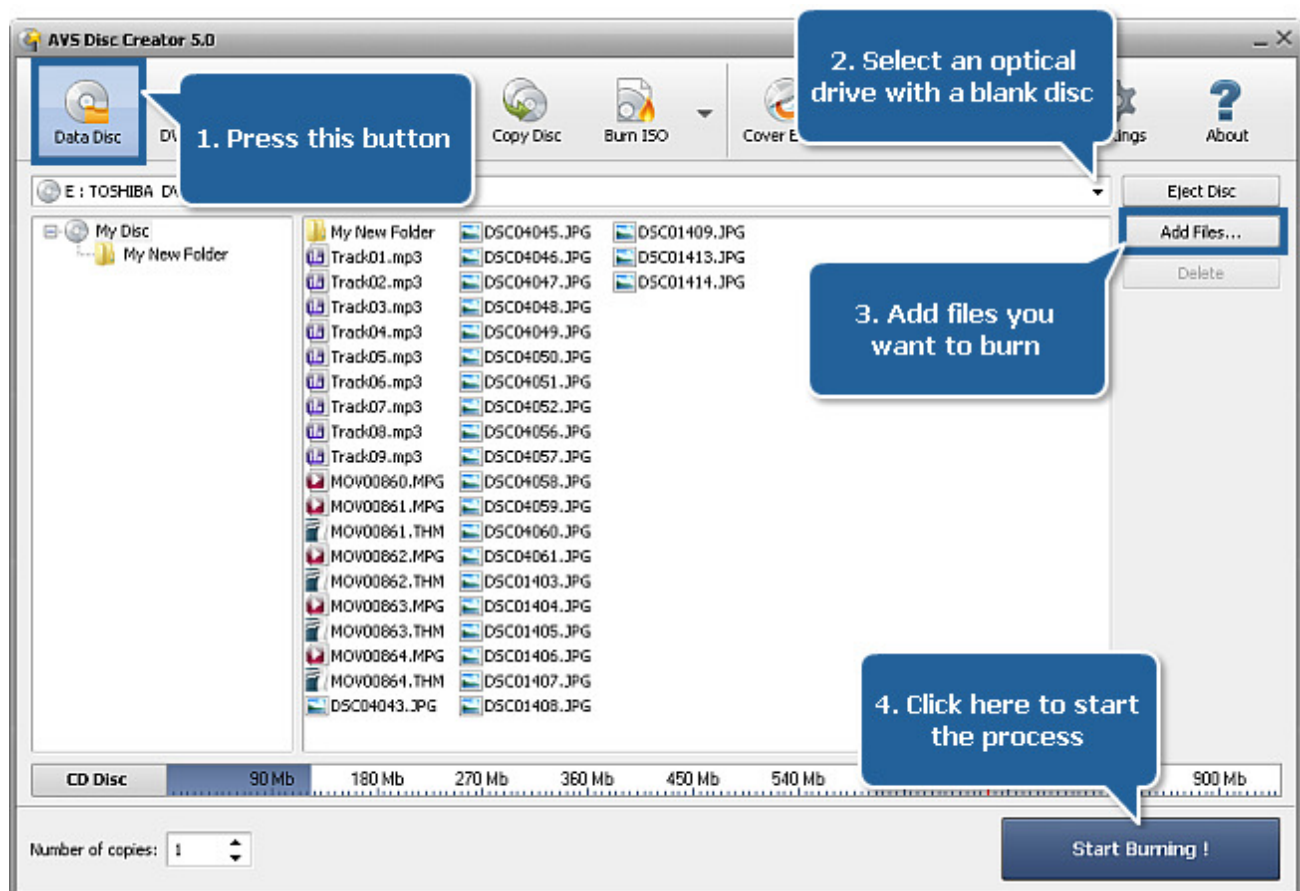 AVS Disc Creator 5.0
2. Select an optical
drive with a blank disc
Data Disc
1. Press this button
Copy Disc
Burn ISO
Cover
About
E : TOSHIBA
Eject Disc
My Disc
My New Folder
My New Folder
Track01.mp3
Track02.mp3
Track03.mp3
Track04.mp3
Track05.mp3
Track06.mp3
Track07.mp3
Track08.mp3
Track09.mp3
MOV00860.MPG
MOV00861.MPG
MOV00861.THM
MOV00862.MPG
MOV00862.THM
MOV00863.MPG
MOV00863.THM
MOV00864.MPG
MOV00864.THM
DSC04043.JPG
DSC04045.JPG
DSC04046.JPG
DSC04047.JPG
DSC04048.JPG
DSC04049.JPG
DSC04050.JPG
DSC04051.JPG
DSC04052.JPG
DSC04056.JPG
DSC04057.JPG
DSC04058.JPG
DSC04059.JPG
DSC04060.JPG
DSC04061.JPG
DSC01403.JPG
DSC01404.JPG
DSC01405.JPG
DSC01406.JPG
DSC01407.JPG
DSC01408.JPG
DSC01409.JPG
DSC01413.JPG
DSC01414.JPG
Add Files...
Delete
3. Add files you
want to burn
4. Click here to start
the process
CD Disc 90 Mb 180 Mb 270 Mb 360 Mb 450 Mb 540 Mb 900 Mb
Number of copies: 1
Start Burning !